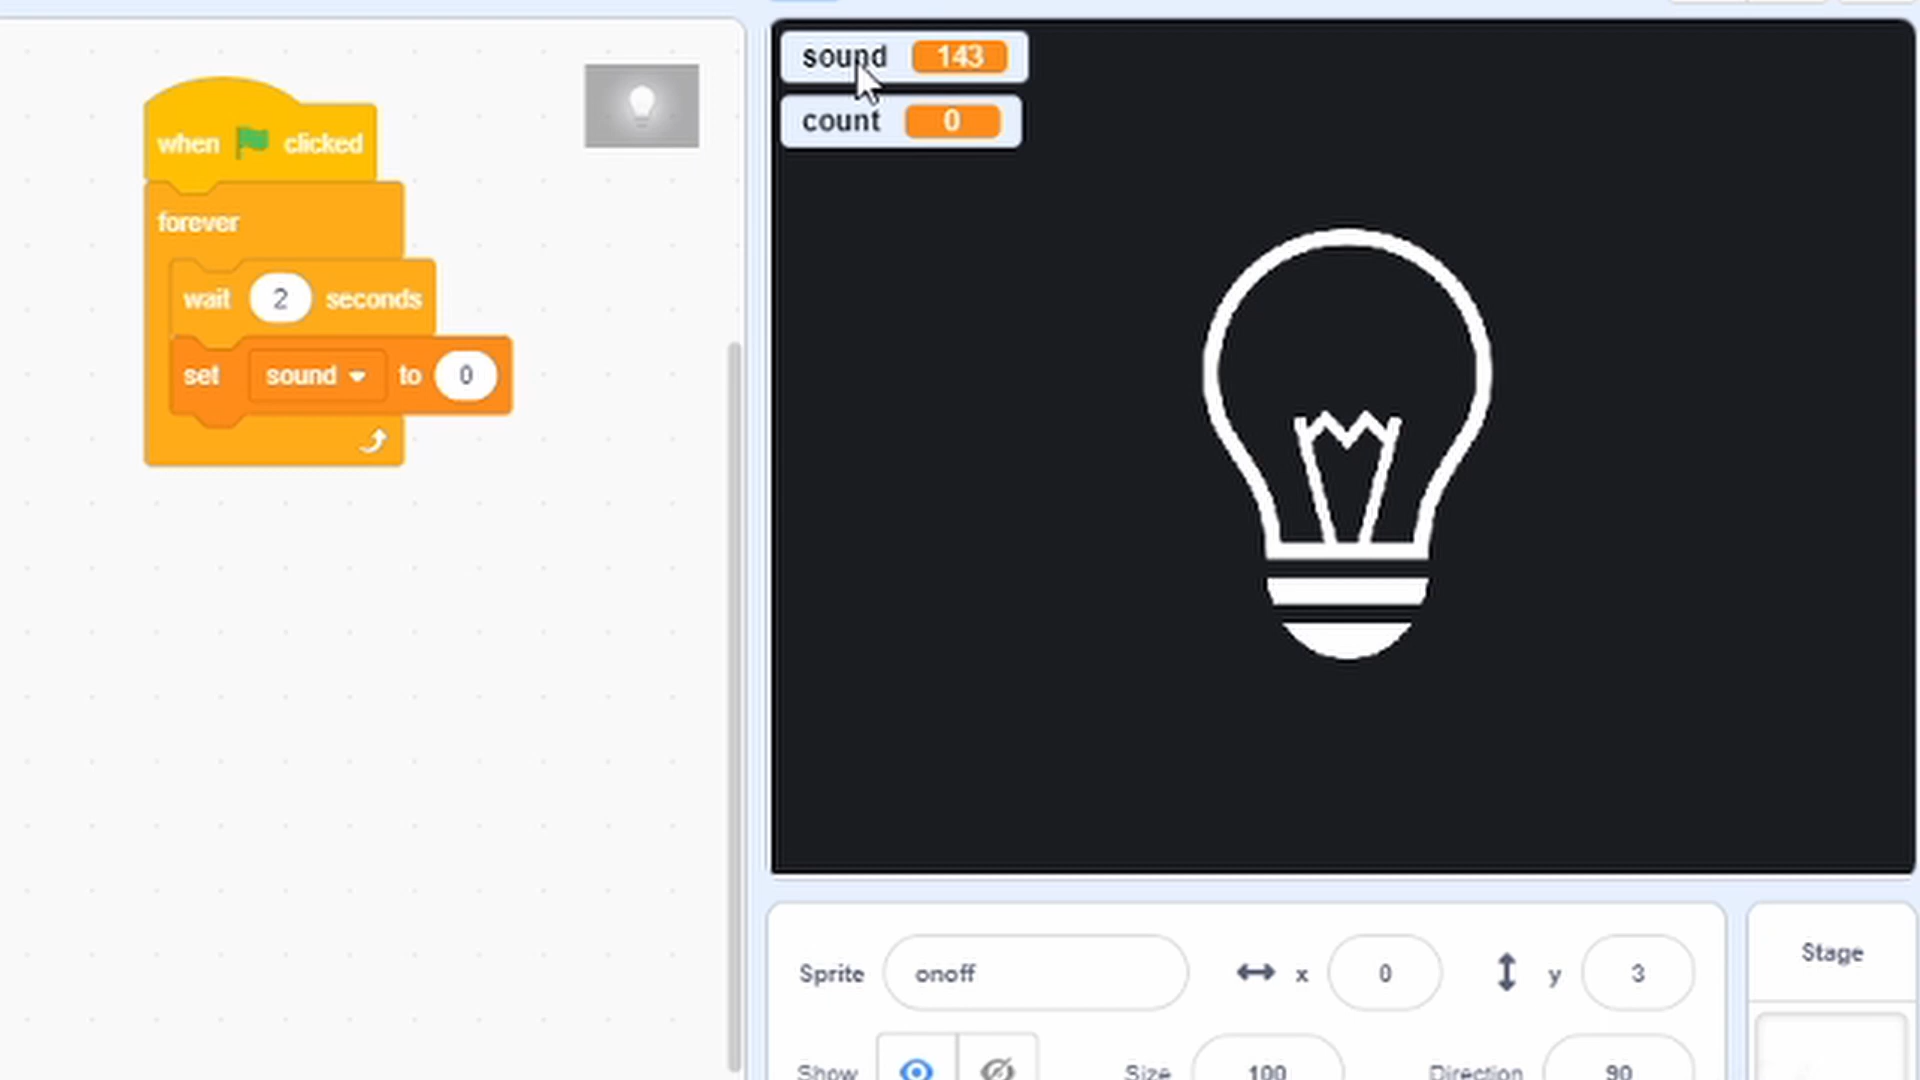 when clicked
forever
wait 2 seconds
set sound to 0
sound 143
count 0
Sprite onoff x 0 y 3
Show Size 100 Direction 90
Stage